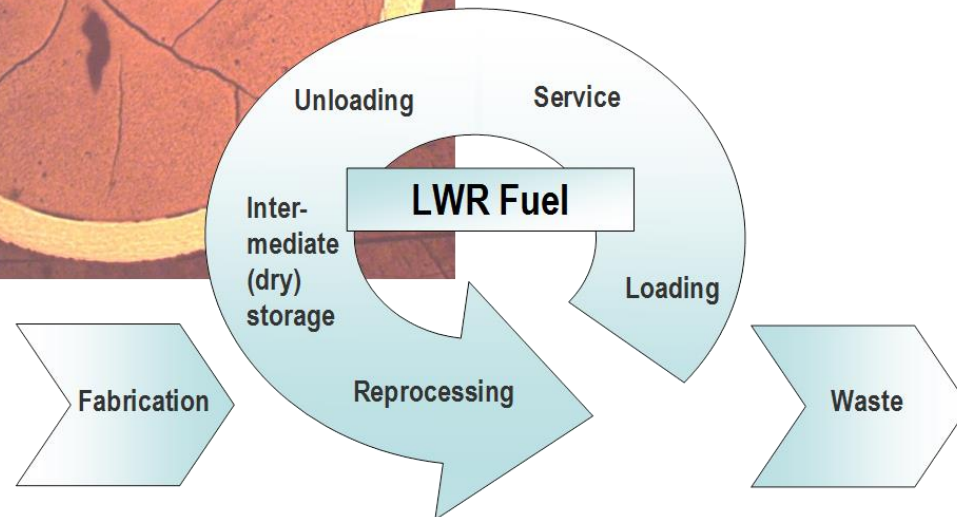 Unloading
Service
LWR Fuel
Inter-
mediate
(dry)
storage
Loading
Reprocessing
Fabrication
Waste